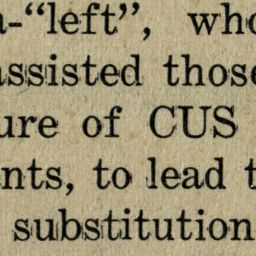 a-“left”, who
assisted those
ure of CUS
nts, to lead t
substitution